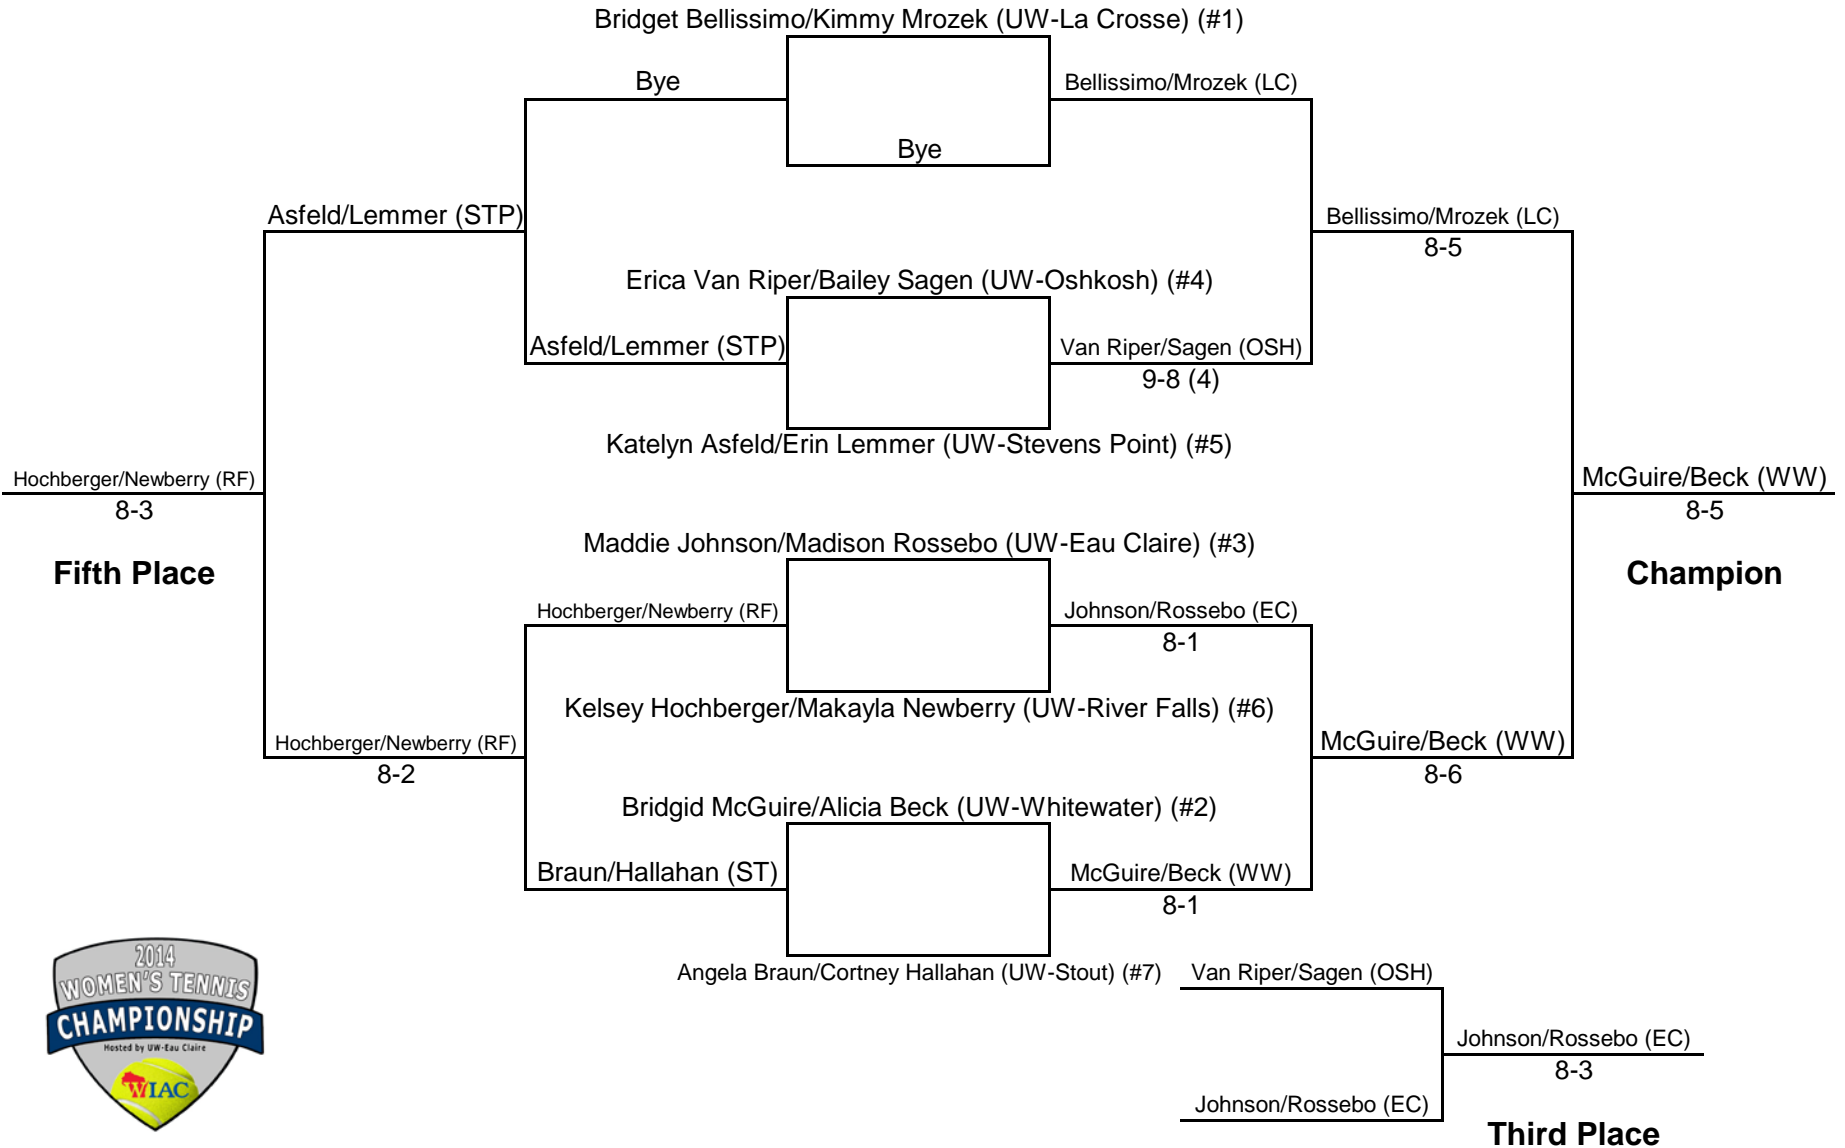 Bridget Bellissimo/Kimmy Mrozek (UW-La Crosse) (#1)
Bye
Bellissimo/Mrozek (LC)
Bye
Asfeld/Lemmer (STP)
Bellissimo/Mrozek (LC)
8-5
Erica Van Riper/Bailey Sagen (UW-Oshkosh) (#4)
Asfeld/Lemmer (STP)
Van Riper/Sagen (OSH)
9-8 (4)
Katelyn Asfeld/Erin Lemmer (UW-Stevens Point) (#5)
Hochberger/Newberry (RF)
McGuire/Beck (WW)
8-3
8-5
Maddie Johnson/Madison Rossebo (UW-Eau Claire) (#3)
Fifth Place
Champion
Hochberger/Newberry (RF)
Johnson/Rossebo (EC)
8-1
Kelsey Hochberger/Makayla Newberry (UW-River Falls) (#6)
Hochberger/Newberry (RF)
McGuire/Beck (WW)
8-2
8-6
Bridgid McGuire/Alicia Beck (UW-Whitewater) (#2)
Braun/Hallahan (ST)
McGuire/Beck (WW)
8-1
Angela Braun/Cortney Hallahan (UW-Stout) (#7)
Van Riper/Sagen (OSH)
2014
WOMEN'S TENNIS
CHAMPIONSHIP
Hosted by UW-Eau Claire
WIAC
Johnson/Rossebo (EC)
8-3
Johnson/Rossebo (EC)
Third Place